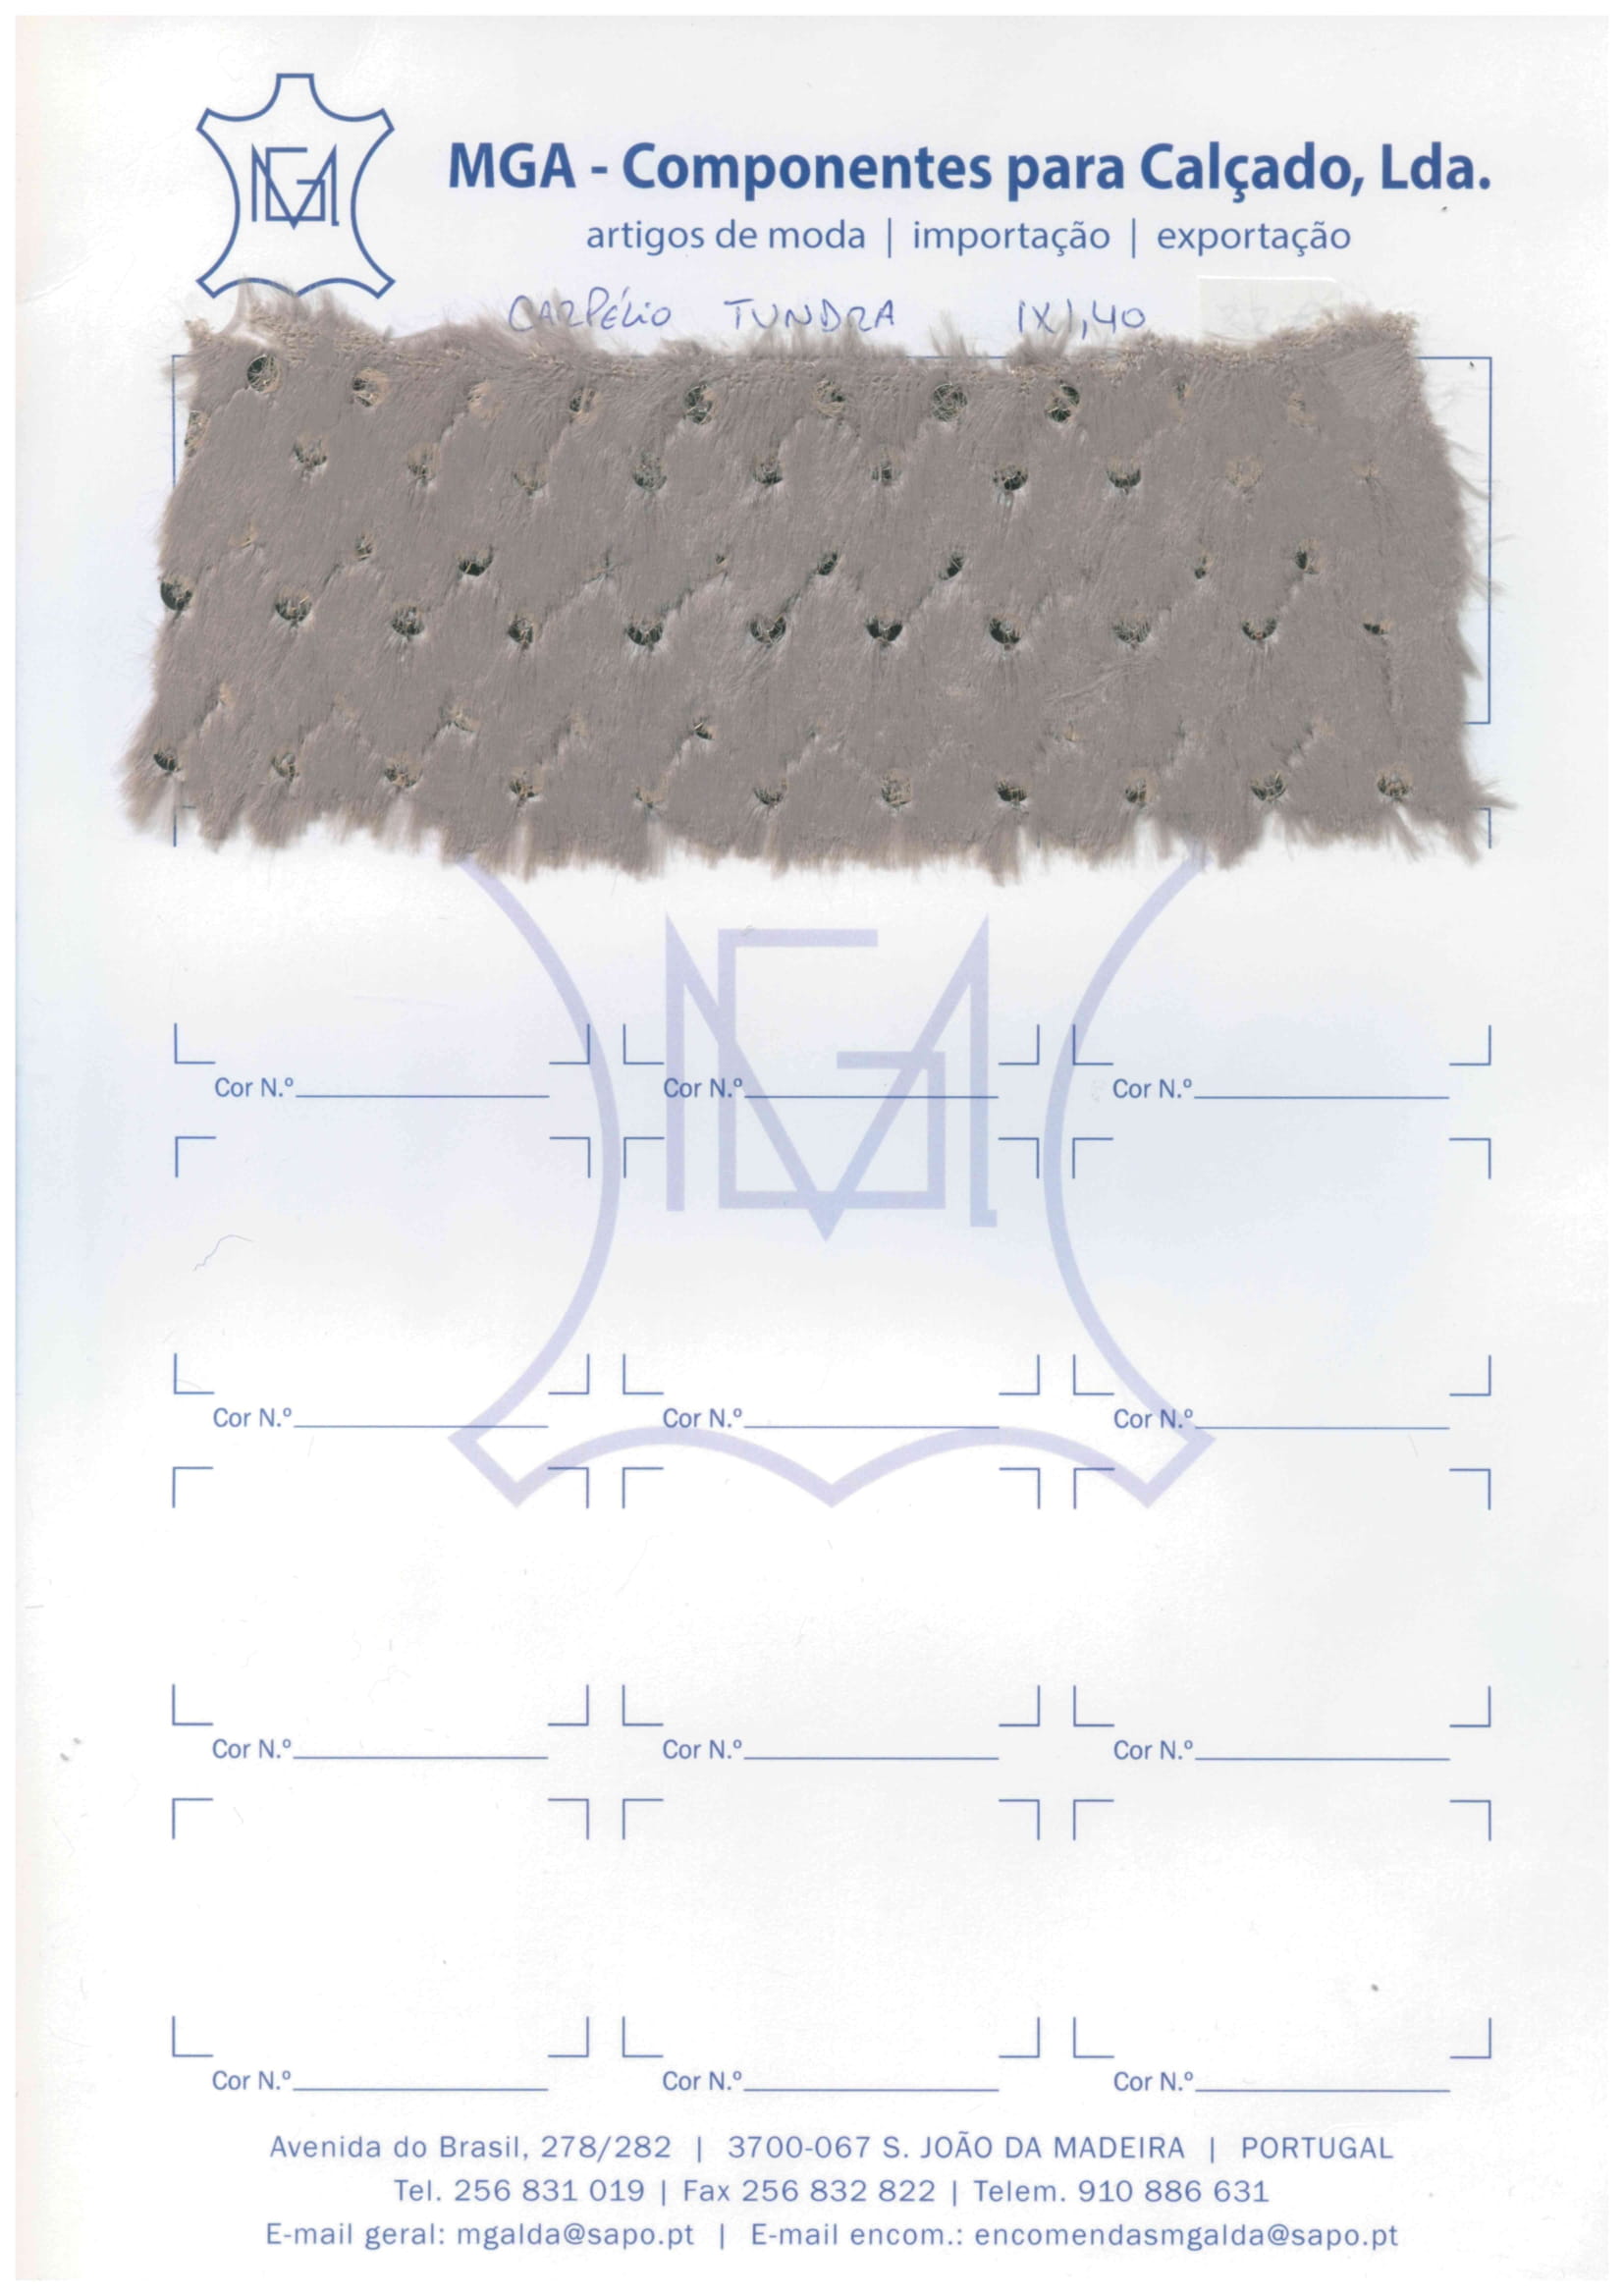 MGA
MGA - Componentes para Calçado, Lda.
artigos de moda | importação | exportação
CARPÉLIO TUNDRA 1X1,40
MGA
Cor N.º Cor N.º Cor N.º
Cor N.º Cor N.º Cor N.º
Cor N.º Cor N.º Cor N.º
Cor N.º Cor N.º Cor N.º
Avenida do Brasil, 278/282 | 3700-067 S. JOÃO DA MADEIRA | PORTUGAL
Tel. 256 831 019 | Fax 256 832 822 | Telem. 910 886 631
E-mail geral: mgalda@sapo.pt | E-mail encom.: encomendasmgalda@sapo.pt